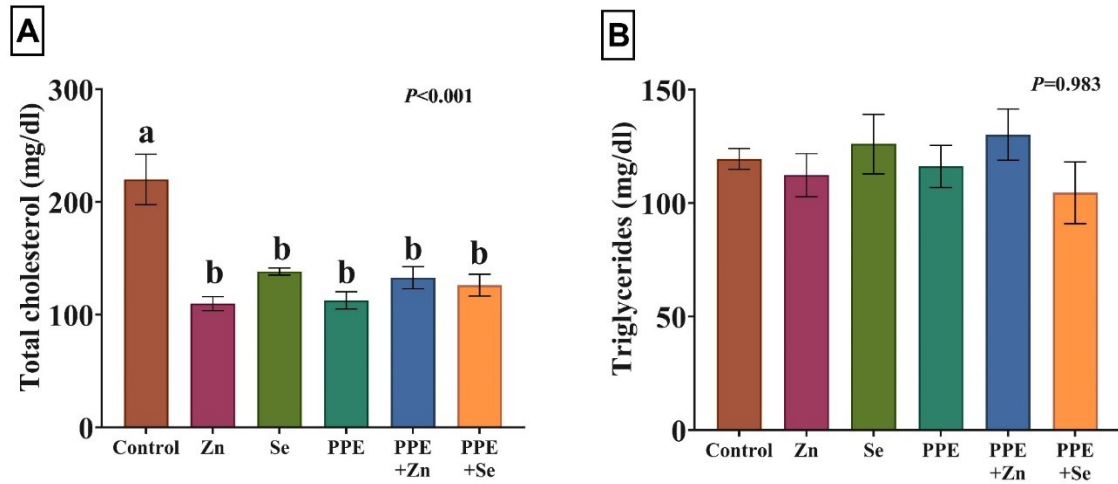 A
Total cholesterol (mg/dl)
300
200
100
0
P<0.001
a
b
b
b
b
b
Control Zn Se PPE PPE +Zn PPE +Se
B
Triglycerides (mg/dl)
150
100
50
0
P=0.983
Control Zn Se PPE PPE +Zn PPE +Se